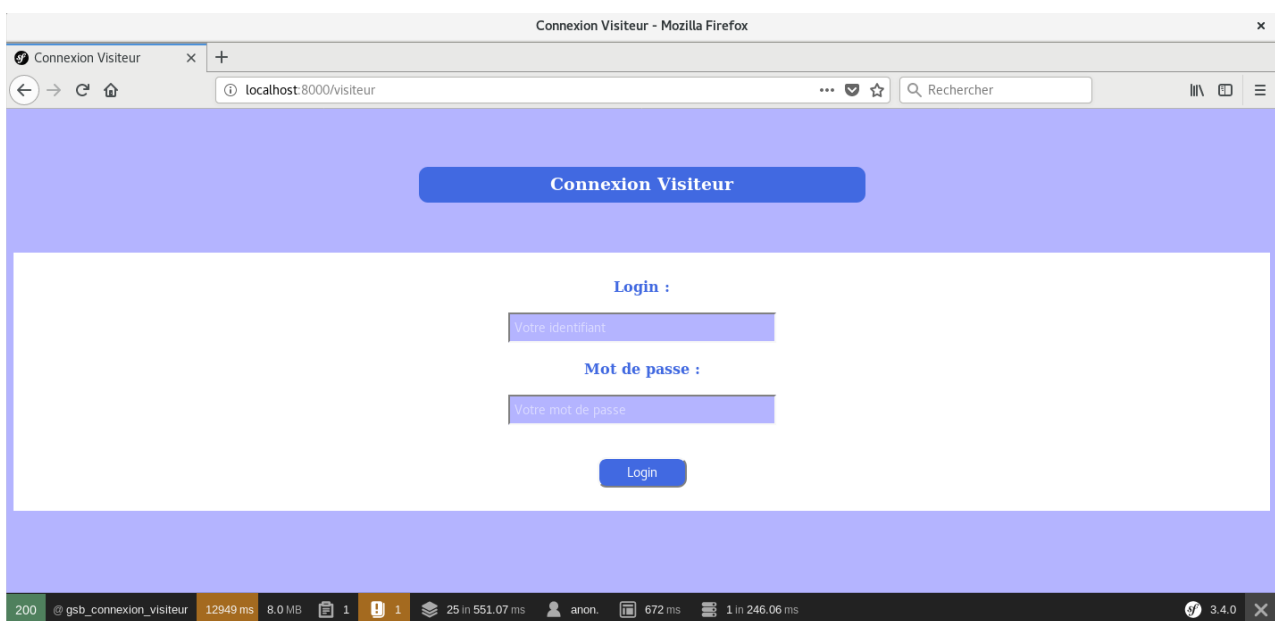 Connexion Visiteur - Mozilla Firefox
Connexion Visiteur
localhost:8000/visiteur
Rechercher
Connexion Visiteur
Login :
Votre identifiant
Mot de passe :
Votre mot de passe
Login
200 @ gsb_connexion_visiteur 12949 ms 8.0 MB 1 1 25 in 551.07 ms anon. 672 ms 1 in 246.06 ms sf 3.4.0